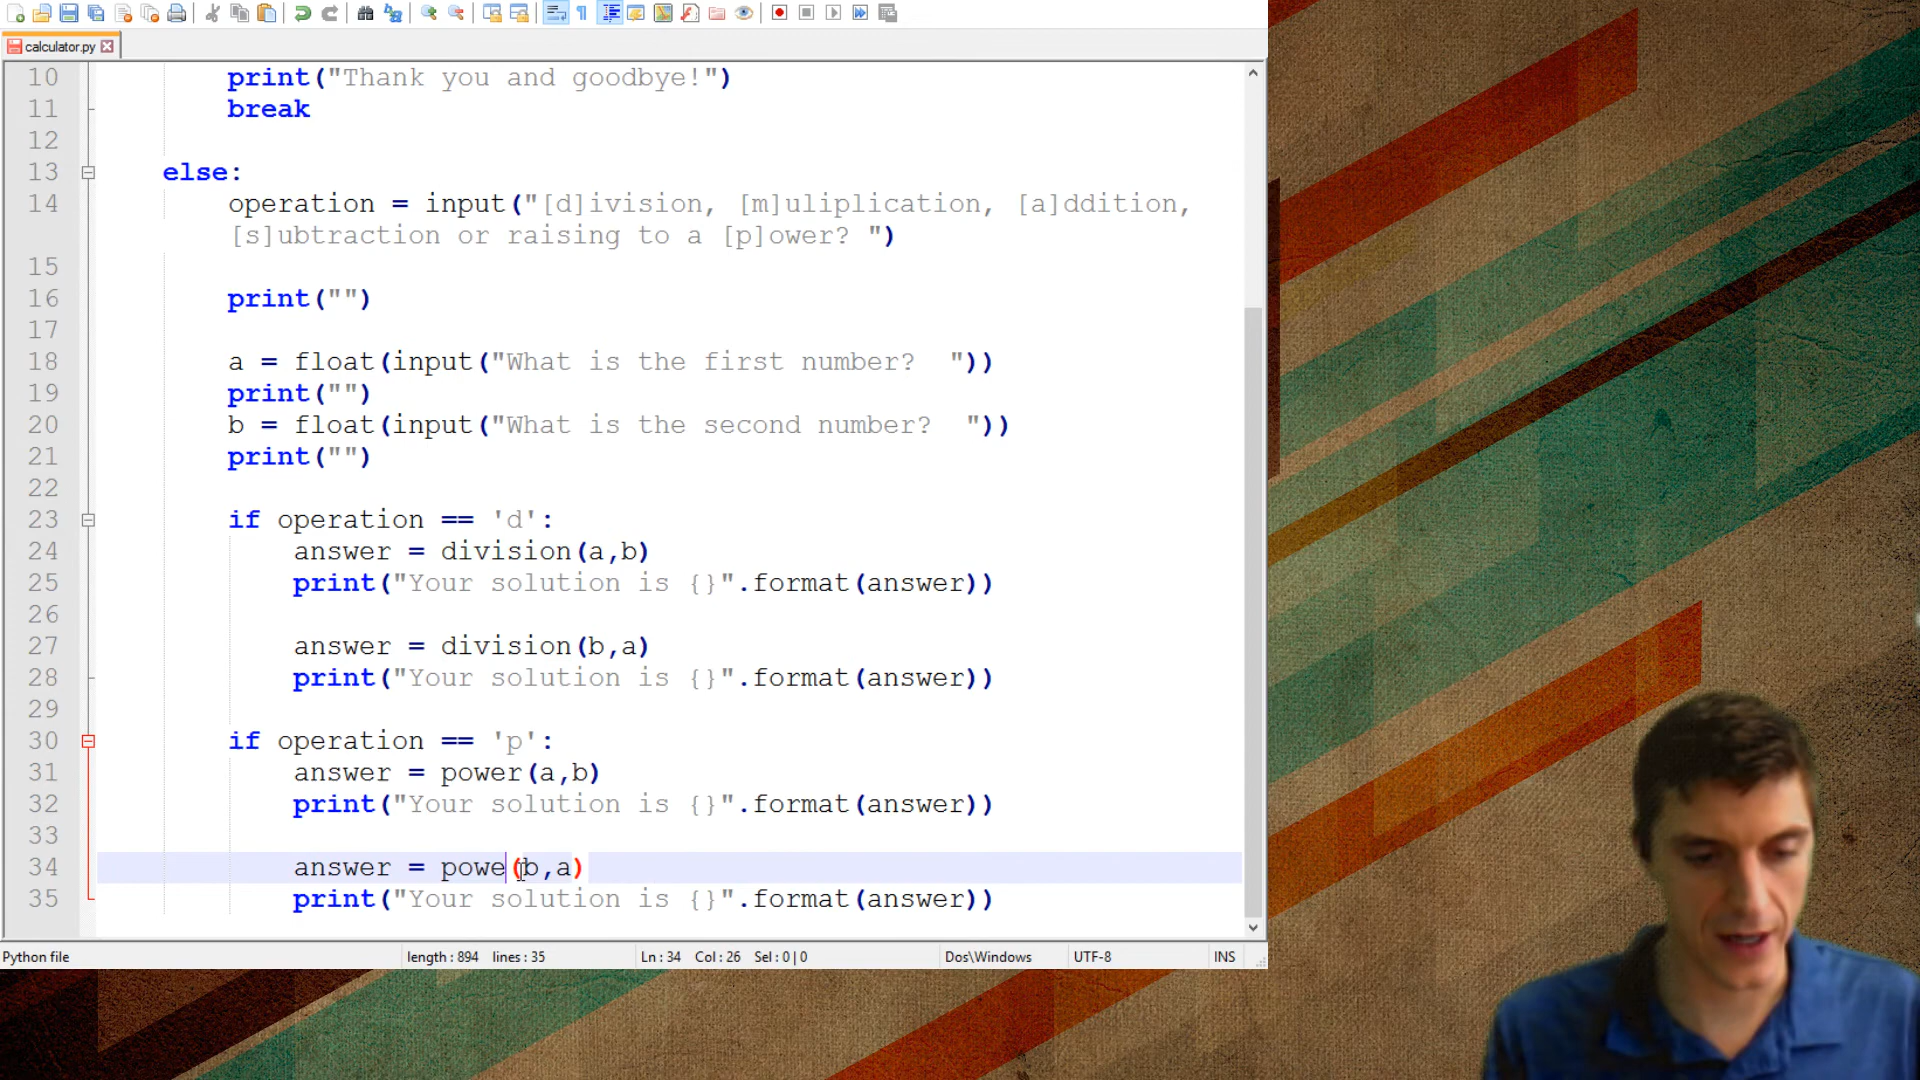 calculator.py
10 print("Thank you and goodbye!")
11 break
12
13 else:
14 operation = input("[d]ivision, [m]uliplication, [a]ddition,
[s]ubtraction or raising to a [p]ower? ")
15
16 print("")
17
18 a = float(input("What is the first number?  "))
19 print("")
20 b = float(input("What is the second number?  "))
21 print("")
22
23 if operation == 'd':
24 answer = division(a,b)
25 print("Your solution is {}".format(answer))
26
27 answer = division(b,a)
28 print("Your solution is {}".format(answer))
29
30 if operation == 'p':
31 answer = power(a,b)
32 print("Your solution is {}".format(answer))
33
34 answer = powe(b,a)
35 print("Your solution is {}".format(answer))
Python file length : 894 lines : 35 Ln : 34 Col : 26 Sel : 0 | 0 Dos\Windows UTF-8 INS